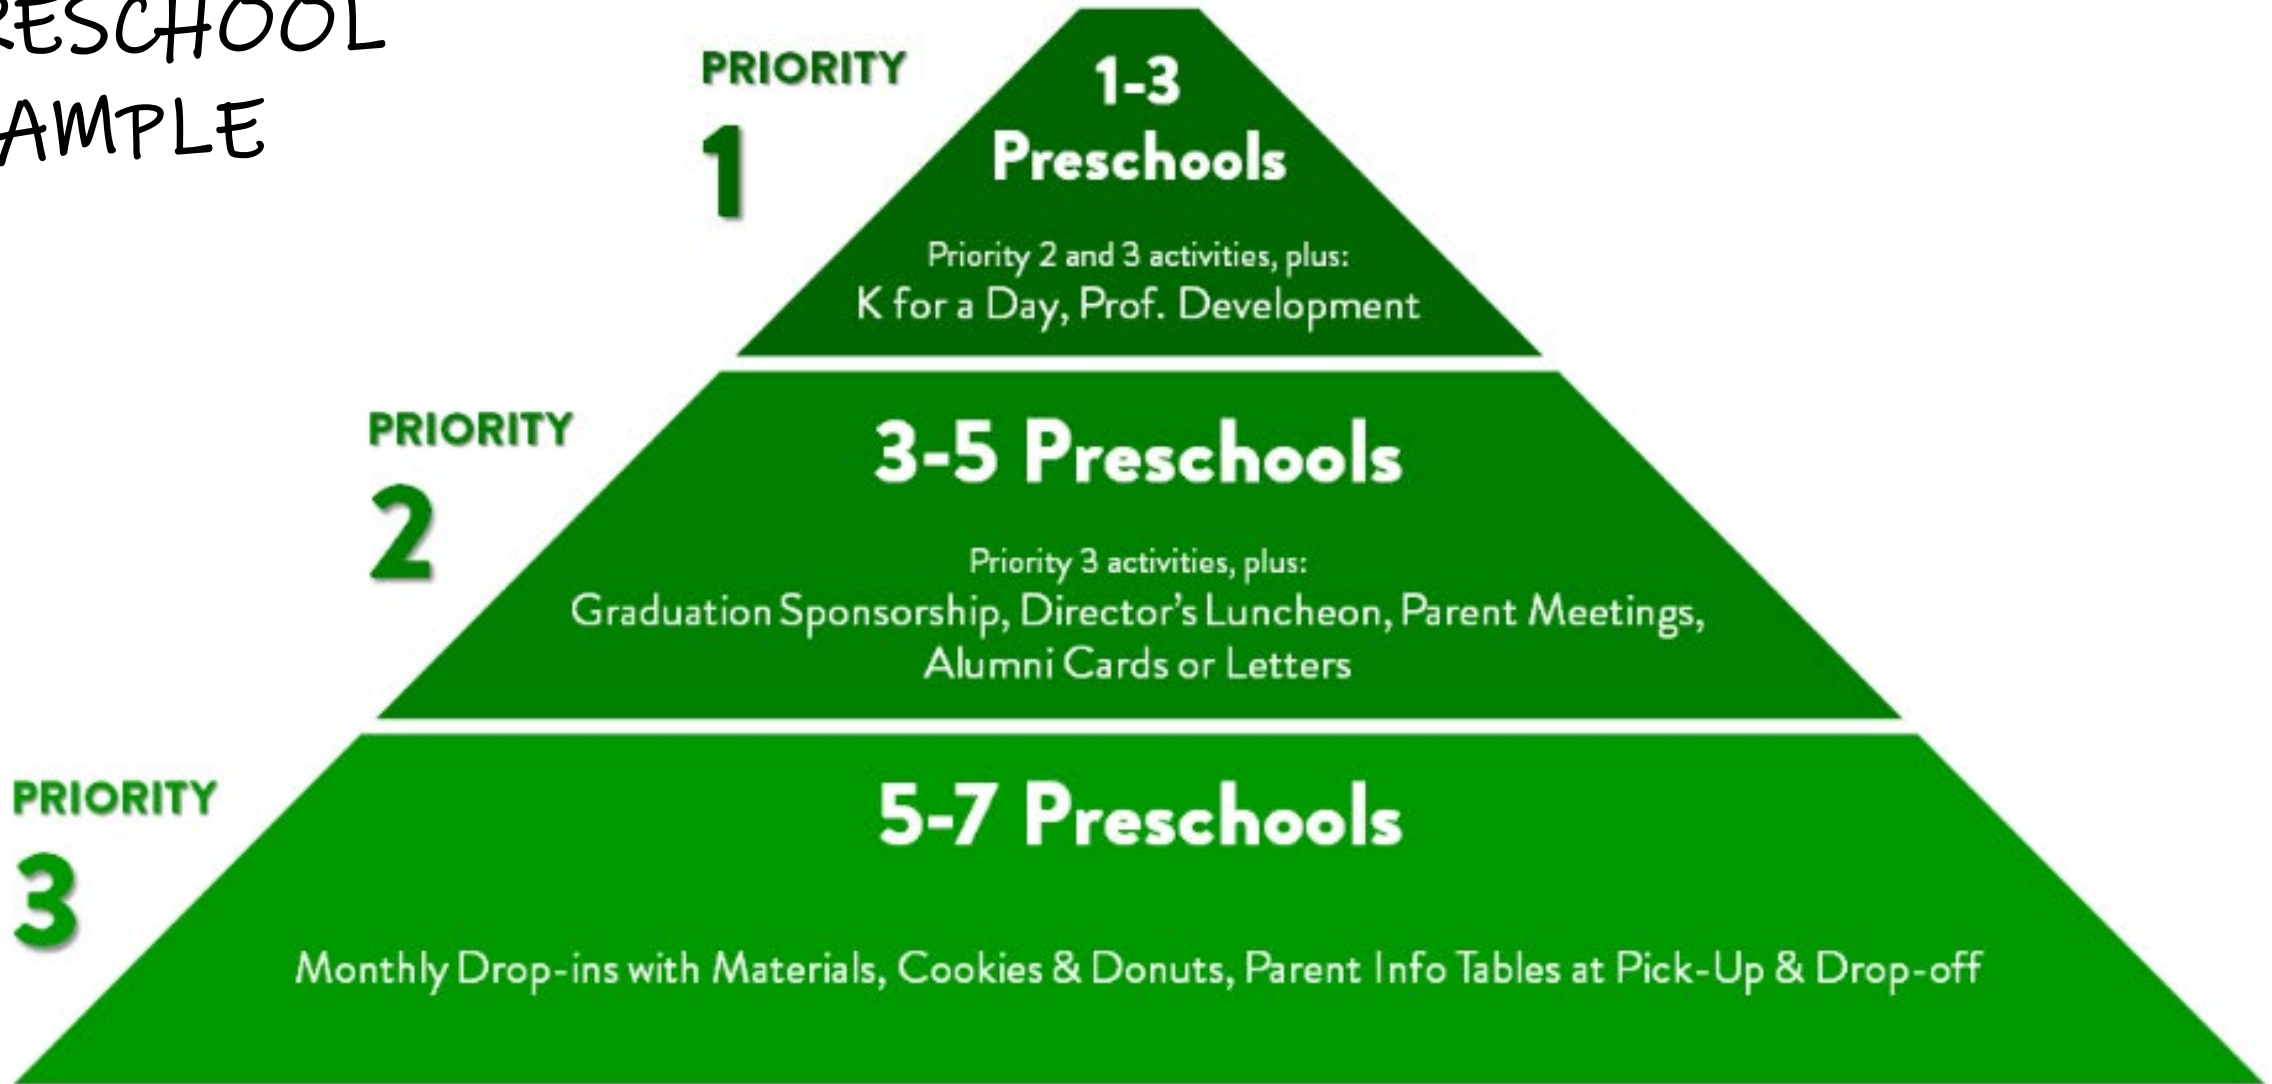 RESCHOOL
AMPLE
PRIORITY
1
1-3
Preschools
Priority 2 and 3 activities, plus:
K for a Day, Prof. Development
PRIORITY
2
3-5 Preschools
Priority 3 activities, plus:
Graduation Sponsorship, Director's Luncheon, Parent Meetings,
Alumni Cards or Letters
PRIORITY
3
5-7 Preschools
Monthly Drop-ins with Materials, Cookies & Donuts, Parent Info Tables at Pick-Up & Drop-off